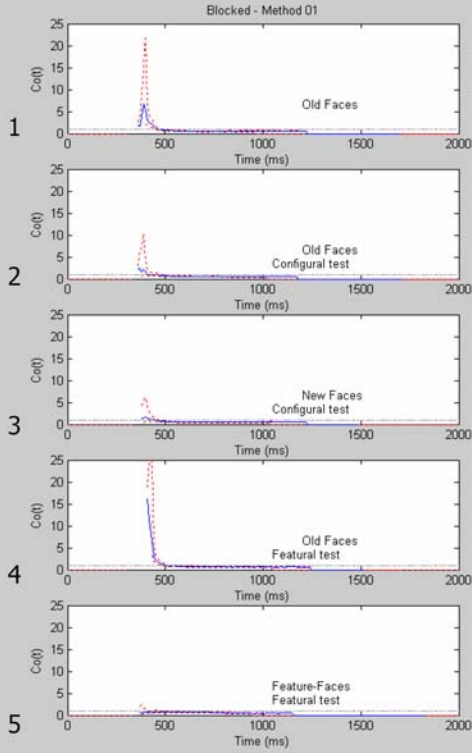 Blocked - Method 01
25
20
15
10
5
0
Co(t)
Old Faces
1
0 500 1000 1500 2000
Time (ms)
25
20
15
10
5
0
Co(t)
Old Faces
Configural test
2
0 500 1000 1500 2000
Time (ms)
25
20
15
10
5
0
Co(t)
New Faces
Configural test
3
0 500 1000 1500 2000
Time (ms)
25
20
15
10
5
0
Co(t)
Old Faces
Featural test
4
0 500 1000 1500 2000
Time (ms)
25
20
15
10
5
0
Co(t)
Feature-Faces
Featural test
5
0 500 1000 1500 2000
Time (ms)